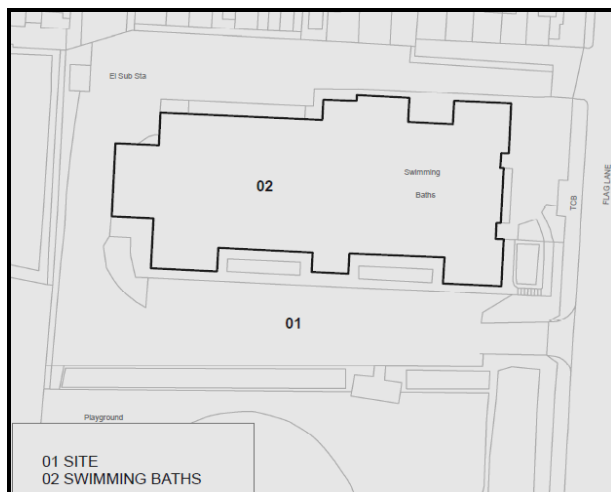 El Sub Sta
Swimming
Baths
02
TCB
FLAG LANE
01
Playground
01 SITE
02 SWIMMING BATHS